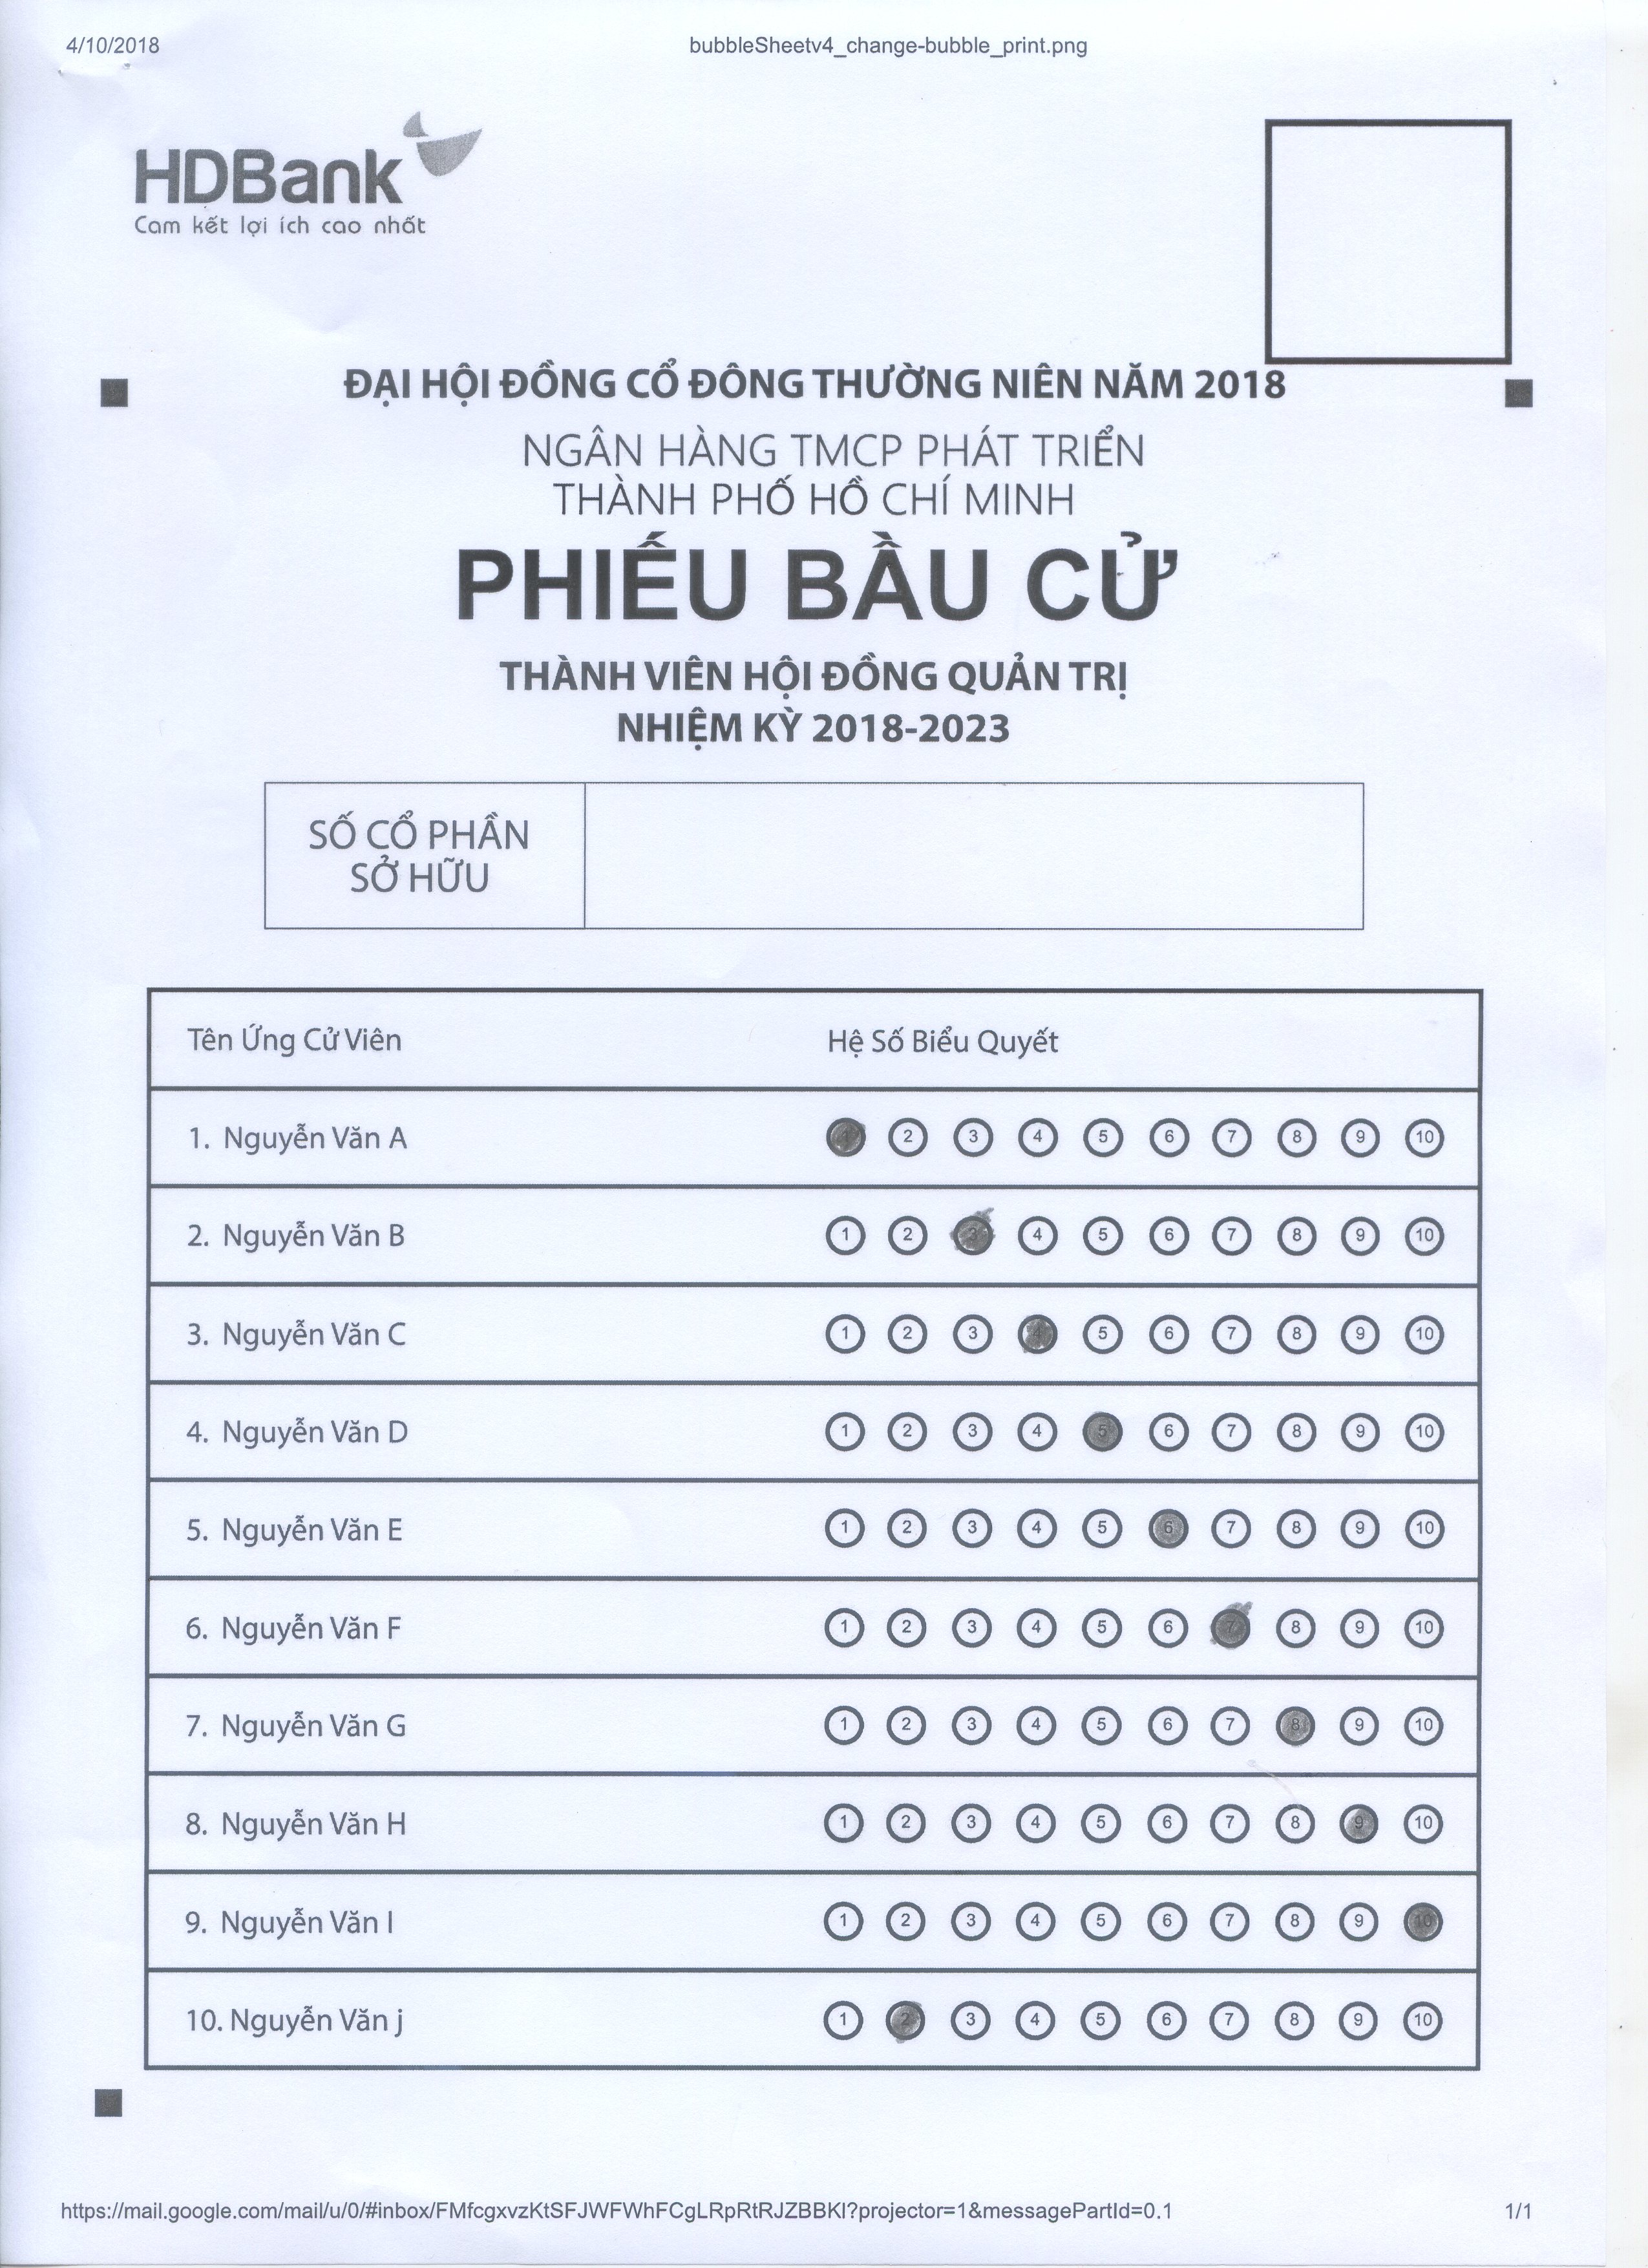 4/10/2018 bubbleSheetv4_change-bubble_print.png
HDBank
Cam kết lợi ích cao nhất
ĐẠI HỘI ĐỒNG CỔ ĐÔNG THƯỜNG NIÊN NĂM 2018
NGÂN HÀNG TMCP PHÁT TRIỂN
THÀNH PHỐ HỒ CHÍ MINH
PHIẾU BẦU CỬ
THÀNH VIÊN HỘI ĐỒNG QUẢN TRỊ
NHIỆM KỲ 2018-2023
SỐ CỔ PHẦN
SỞ HỮU
Tên Ứng Cử Viên Hệ Số Biểu Quyết
1. Nguyễn Văn A 1 2 3 4 5 6 7 8 9 10
2. Nguyễn Văn B 1 2 3 4 5 6 7 8 9 10
3. Nguyễn Văn C 1 2 3 4 5 6 7 8 9 10
4. Nguyễn Văn D 1 2 3 4 5 6 7 8 9 10
5. Nguyễn Văn E 1 2 3 4 5 6 7 8 9 10
6. Nguyễn Văn F 1 2 3 4 5 6 7 8 9 10
7. Nguyễn Văn G 1 2 3 4 5 6 7 8 9 10
8. Nguyễn Văn H 1 2 3 4 5 6 7 8 9 10
9. Nguyễn Văn I 1 2 3 4 5 6 7 8 9 10
10. Nguyễn Văn j 1 2 3 4 5 6 7 8 9 10
https://mail.google.com/mail/u/0/#inbox/FMfcgxvzKtSFJWFWhFCgLRpRtRJZBBKl?projector=1&messagePartId=0.1 1/1